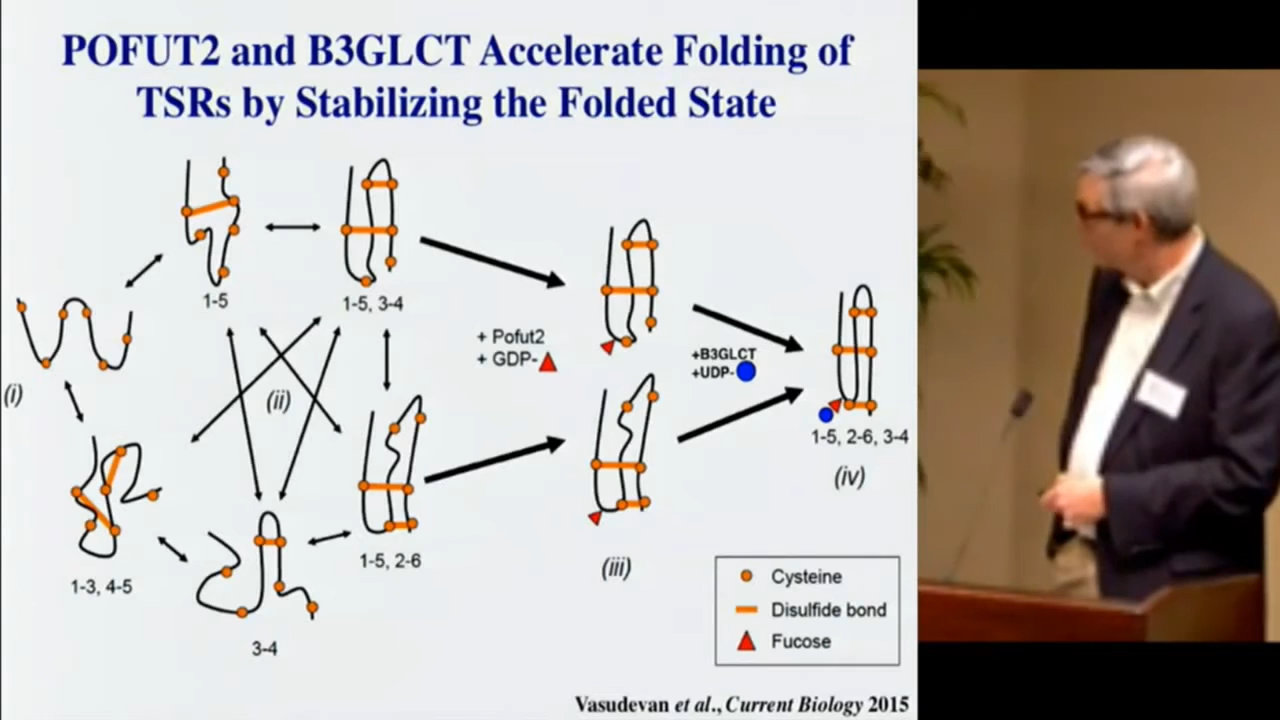 POFUT2 and B3GLCT Accelerate Folding of
TSRs by Stabilizing the Folded State
1-5
1-5, 3-4
(i)
(ii)
+ Pofut2
+ GDP-
+B3GLCT
+UDP-
1-5, 2-6, 3-4
(iv)
1-3, 4-5
3-4
1-5, 2-6
(iii)
Cysteine
Disulfide bond
Fucose
Vasudevan et al., Current Biology 2015